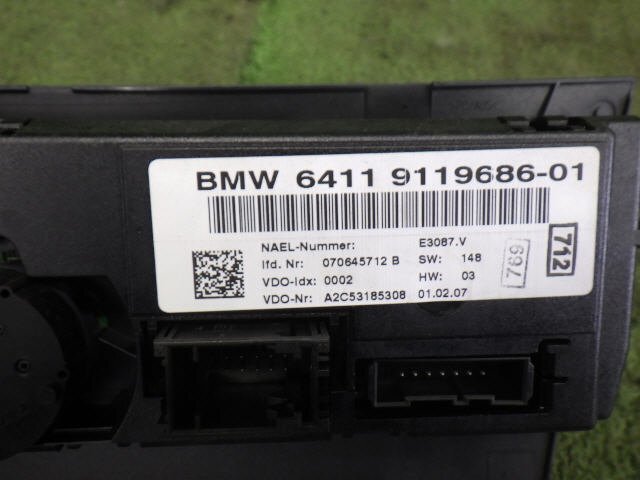 BMW 6411 9119686-01
NAEL-Nummer: E3087.V
lfd. Nr: 070645712 B SW: 148
VDO-Idx: 0002 HW: 03
VDO-Nr: A2C53185308 01.02.07
769
712